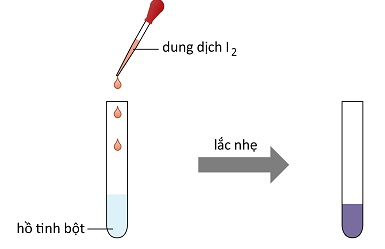 dung dịch I2
lắc nhẹ
hồ tinh bột